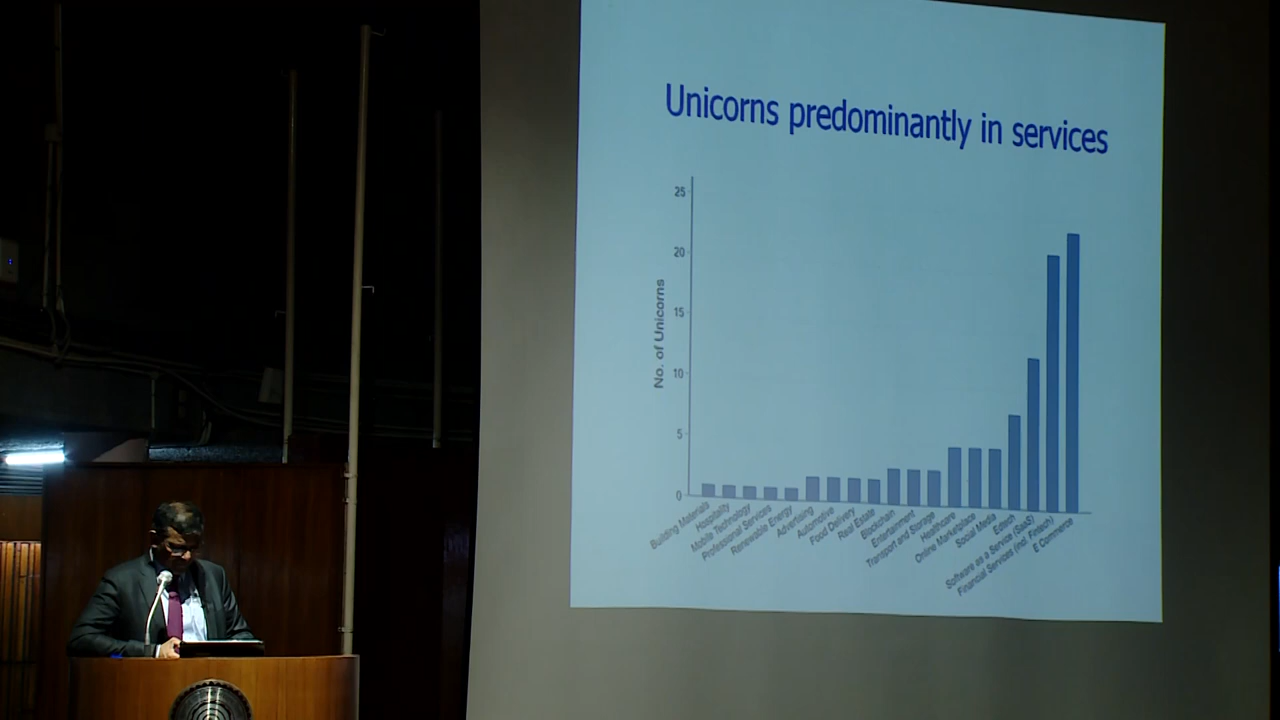 Unicorns predominantly in services
No. of Unicorns
25
20
15
10
5
0
Building Materials
Hospitality
Mobile Technology
Professional Services
Renewable Energy
Advertising
Automotive
Food Delivery
Real Estate
Blockchain
Entertainment
Transport and Storage
Healthcare
Online Marketplace
Social Media
Edtech
Software as a Service (SaaS)
Financial Services (incl. Fintech)
E Commerse